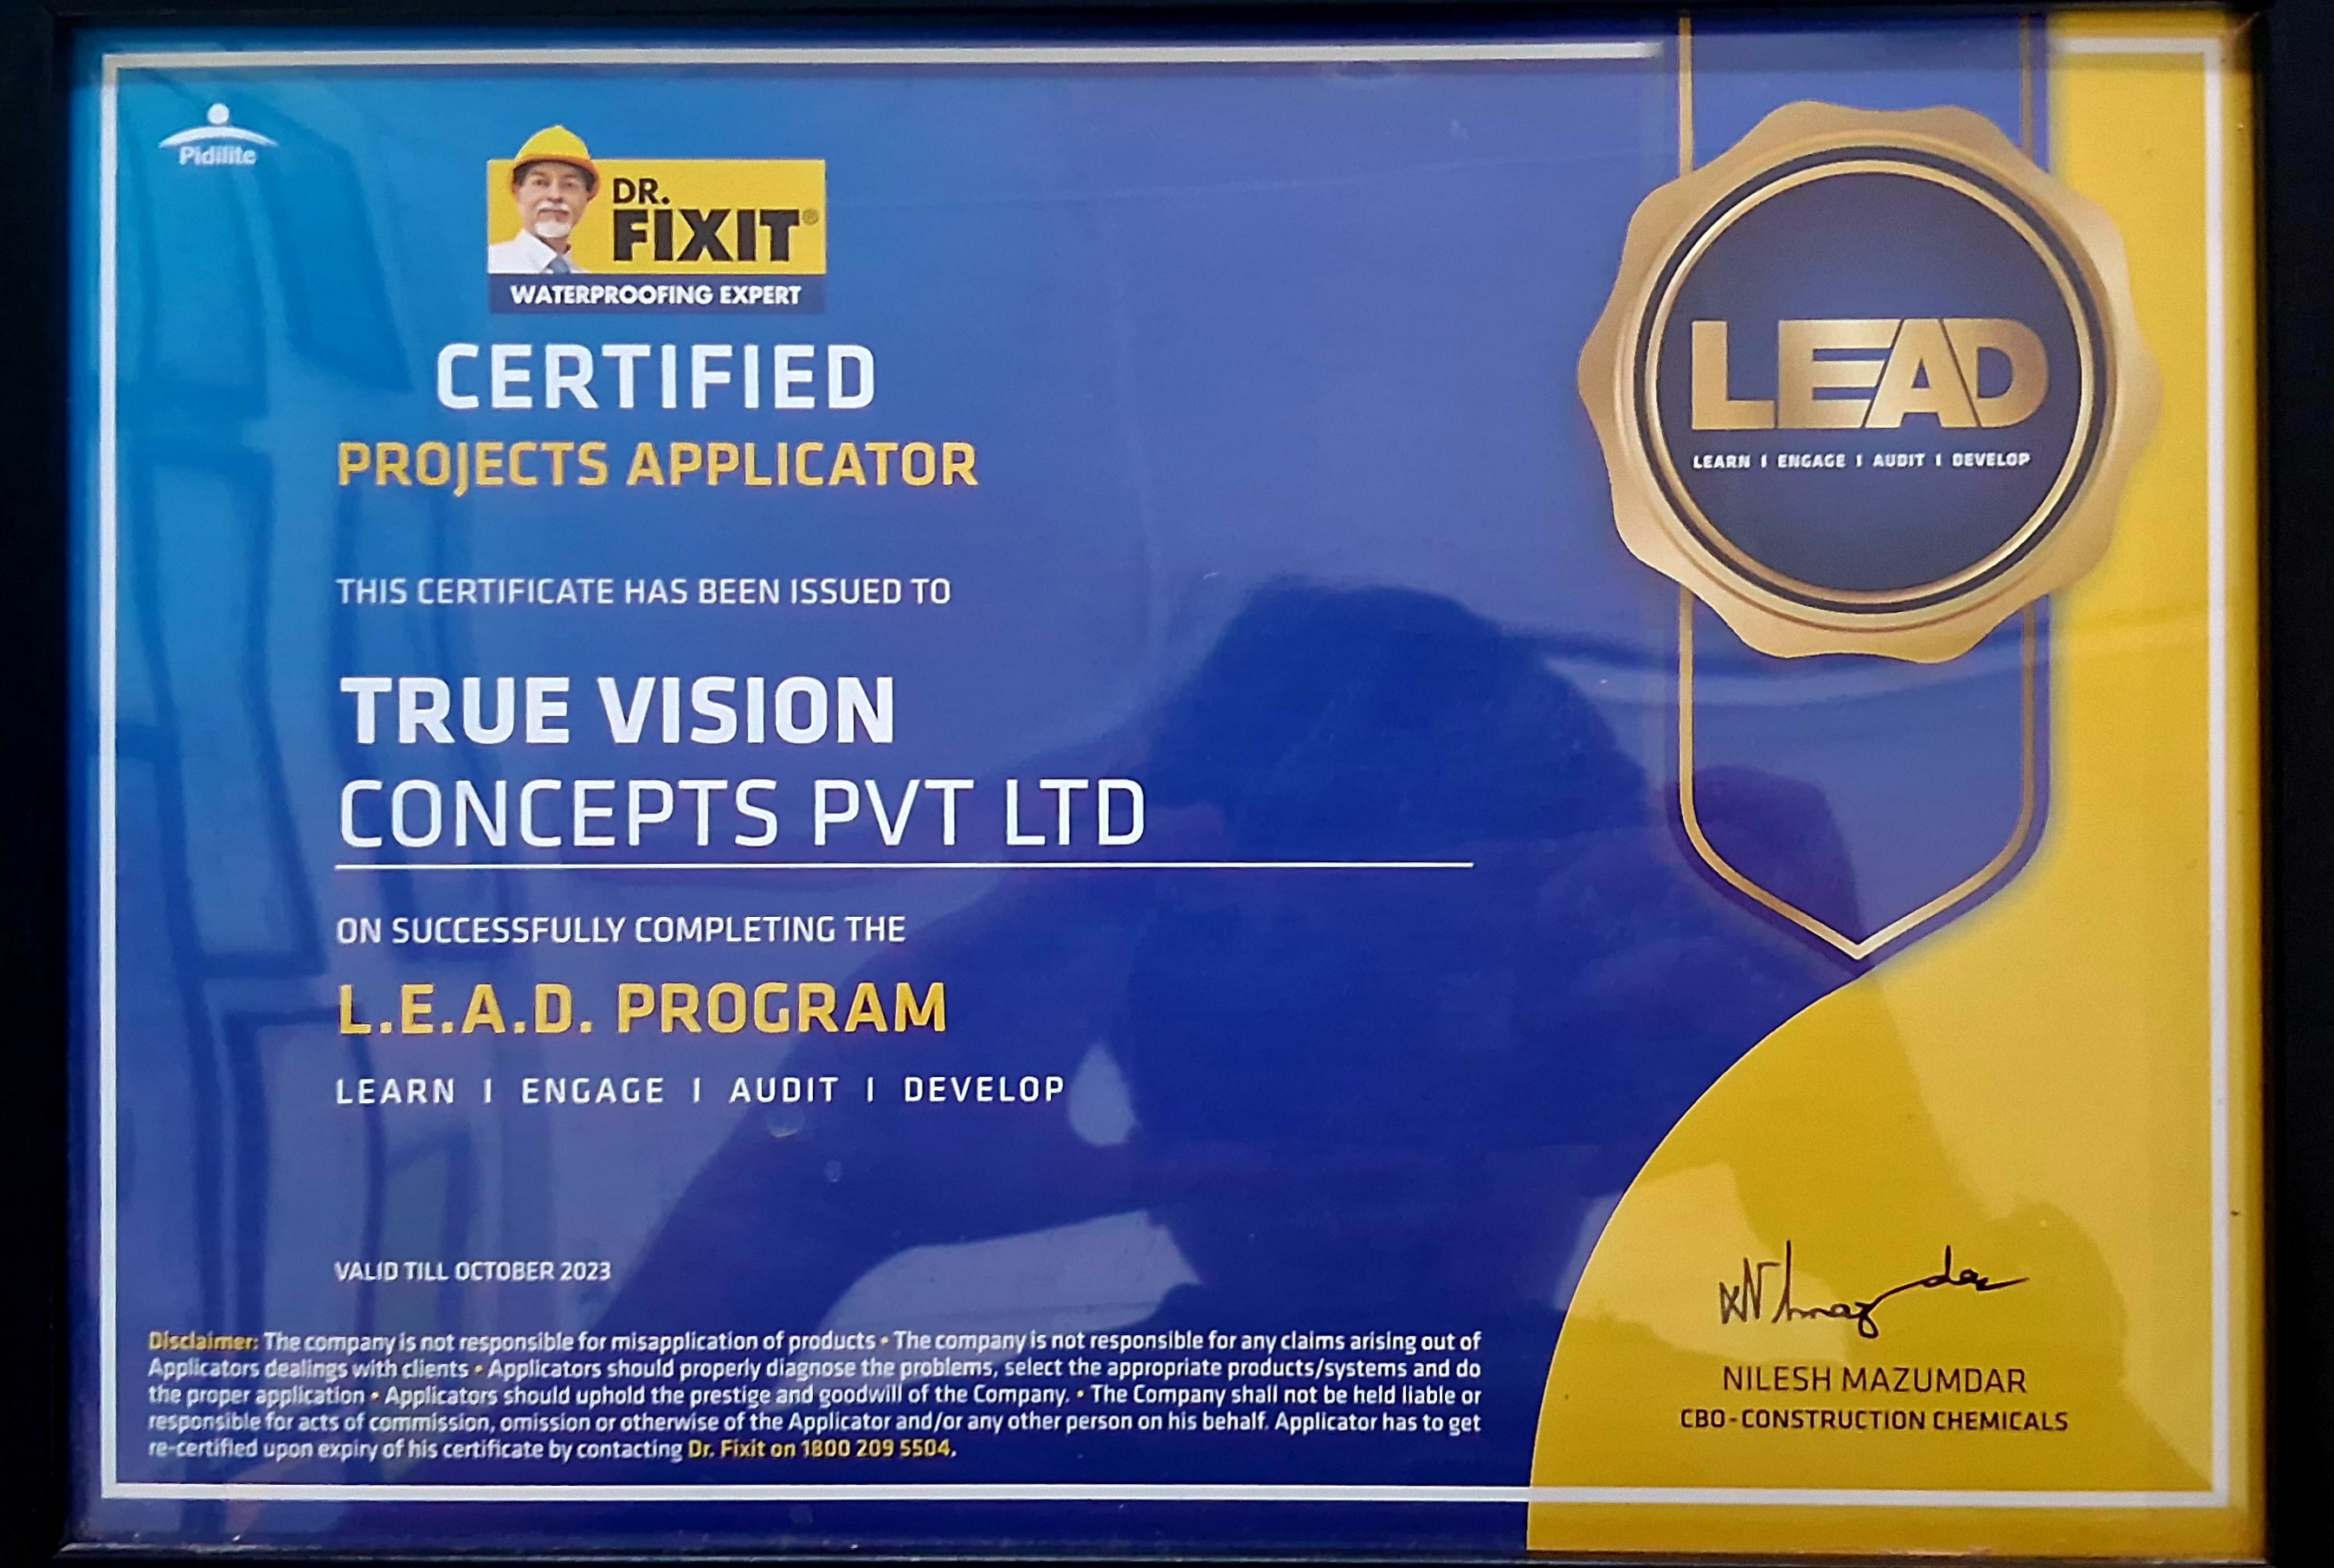 Pidilite
DR.
FIXIT®
WATERPROOFING EXPERT
CERTIFIED
PROJECTS APPLICATOR
THIS CERTIFICATE HAS BEEN ISSUED TO
TRUE VISION
CONCEPTS PVT LTD
ON SUCCESSFULLY COMPLETING THE
L.E.A.D. PROGRAM
LEARN | ENGAGE | AUDIT | DEVELOP
VALID TILL OCTOBER 2023
Disclaimer: The company is not responsible for misapplication of products • The company is not responsible for any claims arising out of
Applicators dealings with clients • Applicators should properly diagnose the problems, select the appropriate products/systems and do
the proper application • Applicators should uphold the prestige and goodwill of the Company. • The Company shall not be held liable or
responsible for acts of commission, omission or otherwise of the Applicator and/or any other person on his behalf. Applicator has to get
re-certified upon expiry of his certificate by contacting Dr. Fixit on 1800 209 5504.
LEAD
LEARN | ENGAGE | AUDIT | DEVELOP
NILESH MAZUMDAR
CBO - CONSTRUCTION CHEMICALS